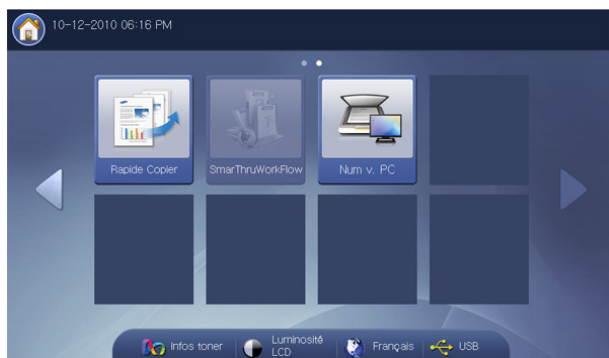 10-12-2010 06:16 PM
Rapide Copier
SmarThruWorkFlow
Num v. PC
Infos toner
Luminosité
LCD
Français
USB